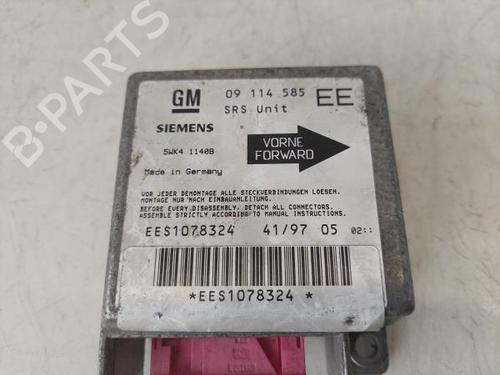 GM
09 114 585 EE
SRS Unit
SIEMENS
5WK4 1140B
Made in Germany
VORNE
FORWARD
VOR JEDER DEMONTAGE ALLE STECKVERBINDUNGEN LOESEN.
MONTAGE NUR NACH EINBAUANLEITUNG.
BEFORE EVERY DISASSEMBLY, DETACH ALL CONNECTORS.
ASSEMBLE STRICTLY ACCORDING TO MANUAL INSTRUCTIONS.
EES1078324 41/97 05 02::
*EES1078324 *
B-PARTS